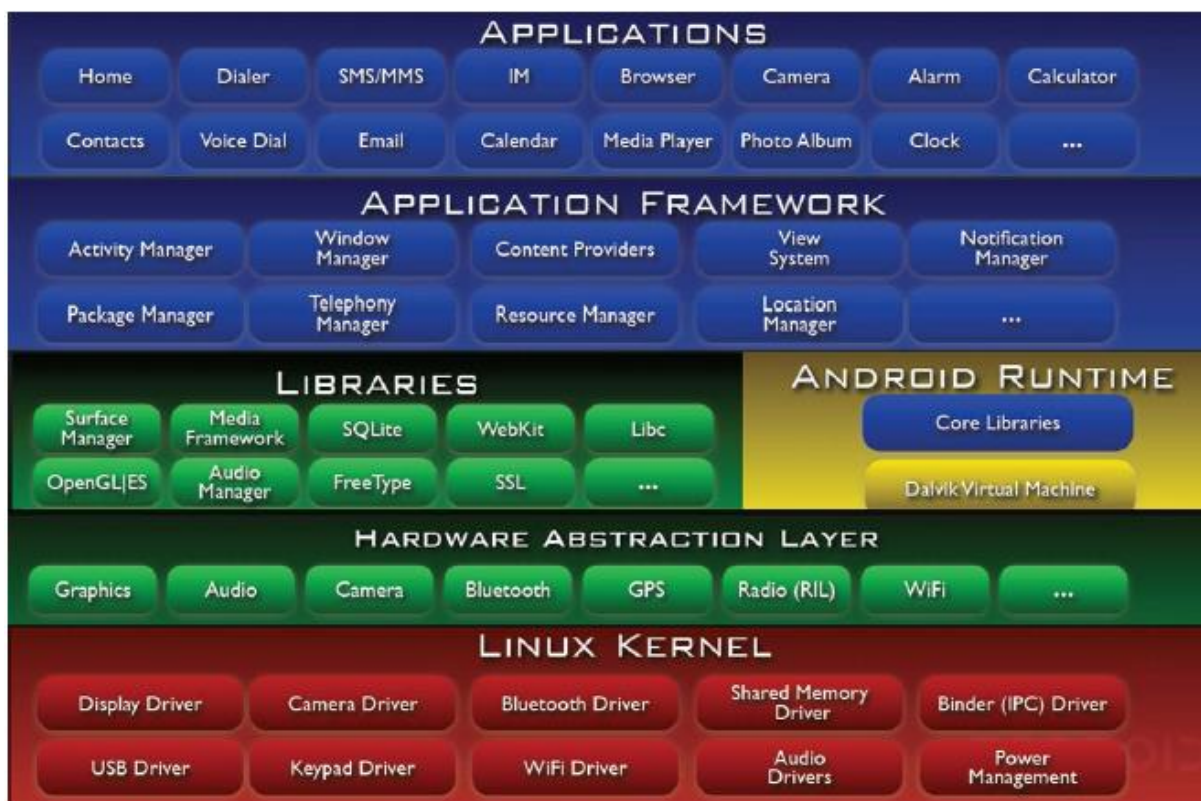 APPLICATIONS
Home Dialer SMS/MMS IM Browser Camera Alarm Calculator
Contacts Voice Dial Email Calendar Media Player Photo Album Clock ...
APPLICATION FRAMEWORK
Activity Manager
Window
Manager
Content Providers
View
System
Notification
Manager
Package Manager
Telephony
Manager
Resource Manager
Location
Manager
...
LIBRARIES
Surface
Manager
Media
Framework
SQLite
WebKit
Libc
OpenGL|ES
Audio
Manager
FreeType
SSL
...
ANDROID RUNTIME
Core Libraries
Dalvik Virtual Machine
HARDWARE ABSTRACTION LAYER
Graphics Audio Camera Bluetooth GPS Radio (RIL) WiFi ...
LINUX KERNEL
Display Driver
Camera Driver
Bluetooth Driver
Shared Memory
Driver
Binder (IPC) Driver
USB Driver
Keypad Driver
WiFi Driver
Audio
Drivers
Power
Management